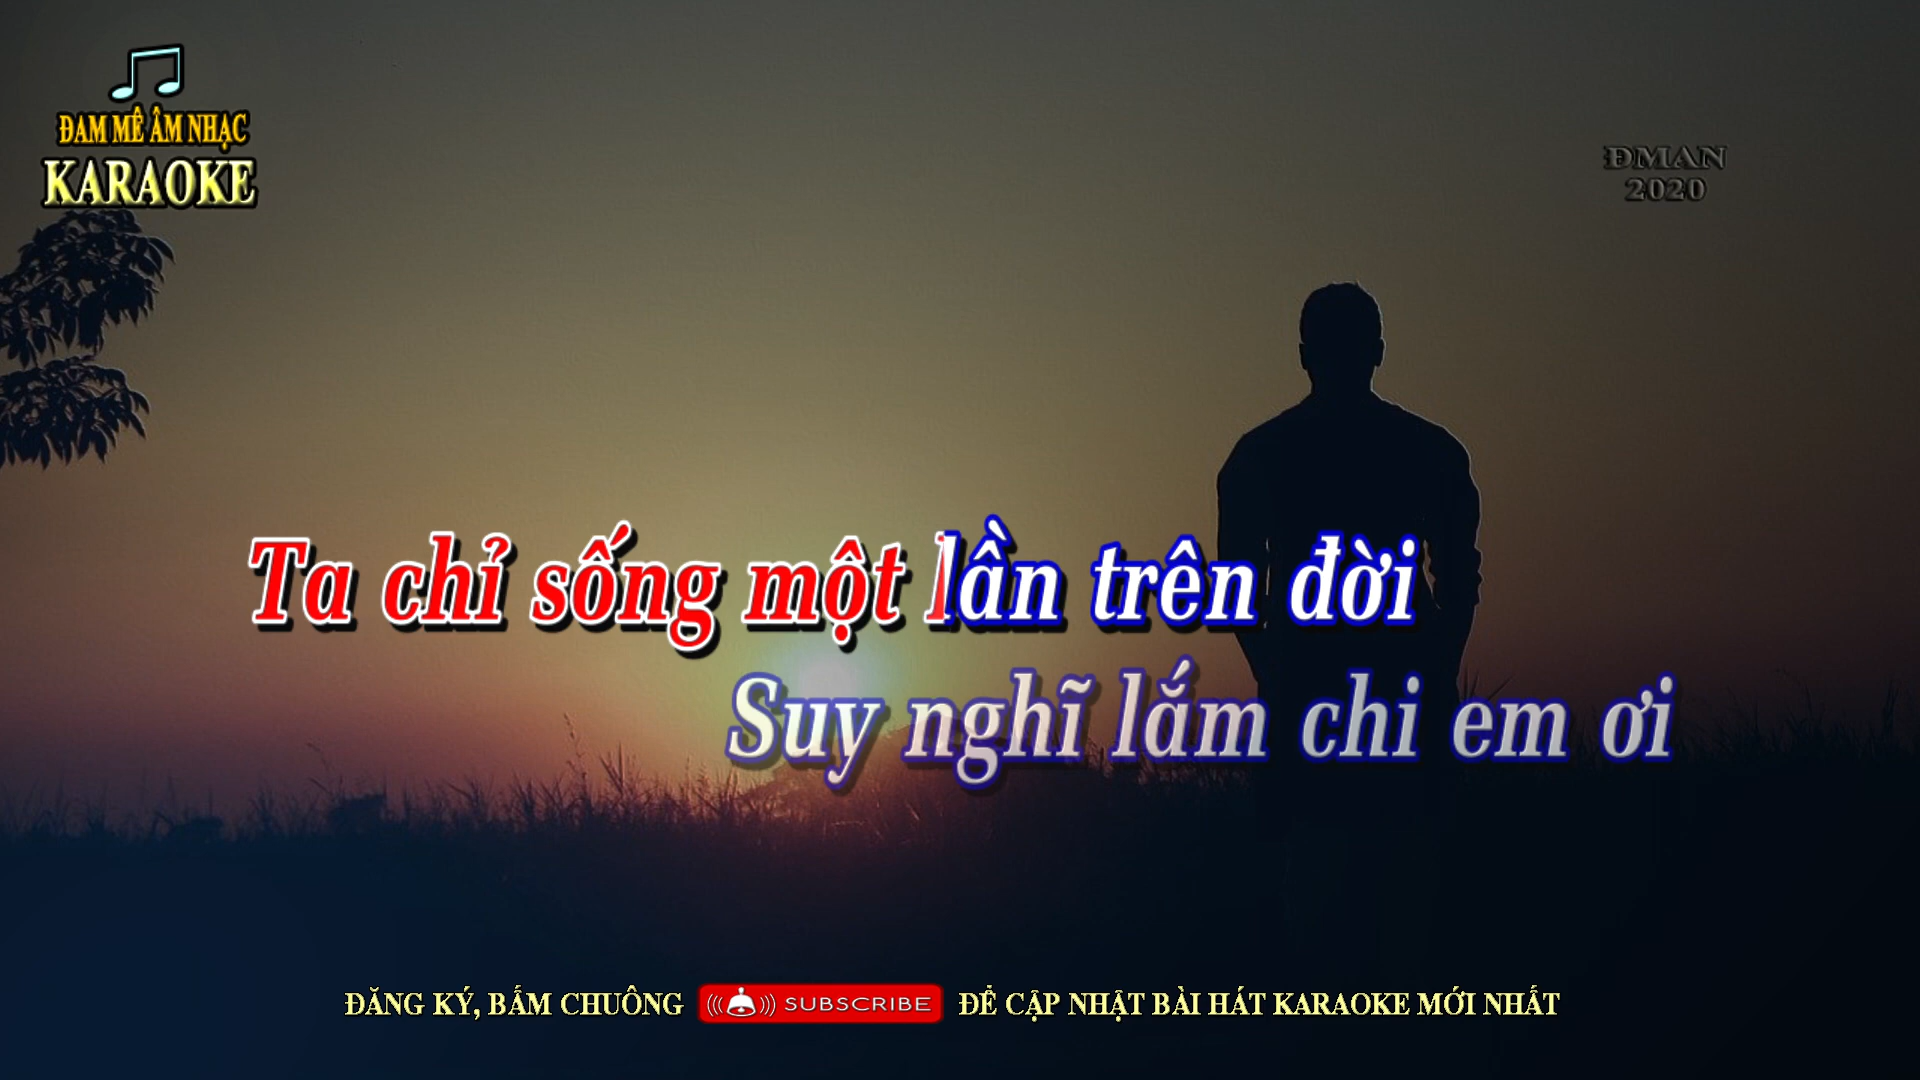 ĐAM MÊ ÂM NHẠC
KARAOKE
ĐMAN
2020
Ta chỉ sống một lần trên đời
Suy nghĩ lắm chi em ơi
ĐĂNG KÝ, BẤM CHUÔNG SUBSCRIBE ĐỂ CẬP NHẬT BÀI HÁT KARAOKE MỚI NHẤT